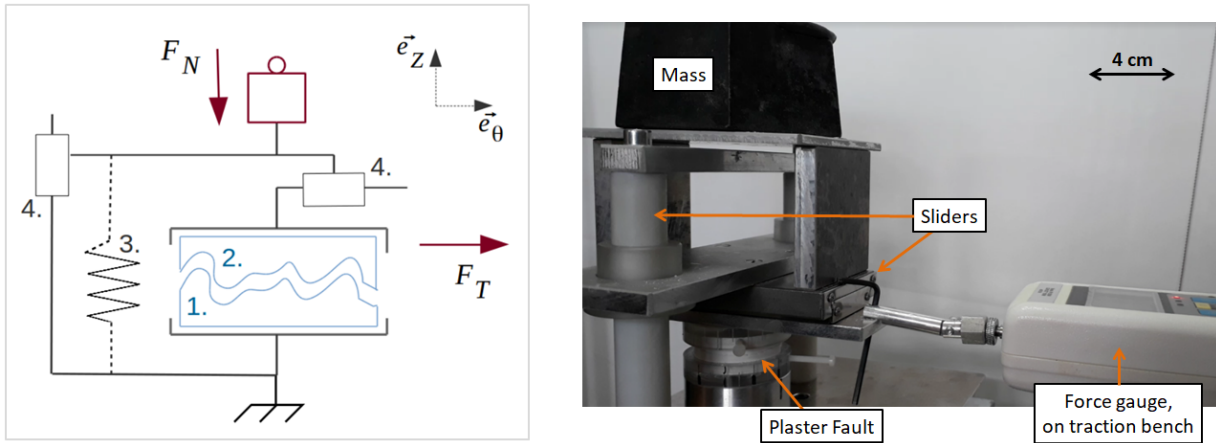 F_N
e_Z
e_θ
4.
4.
3.
2.
F_T
1.
Mass
4 cm
Sliders
Plaster Fault
Force gauge,
on traction bench